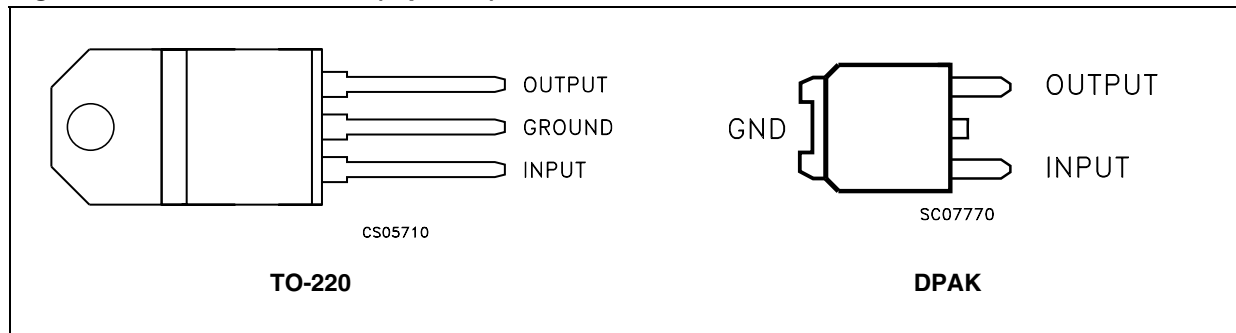 OUTPUT
GROUND
INPUT
CS05710
TO-220
GND
OUTPUT
INPUT
SC07770
DPAK